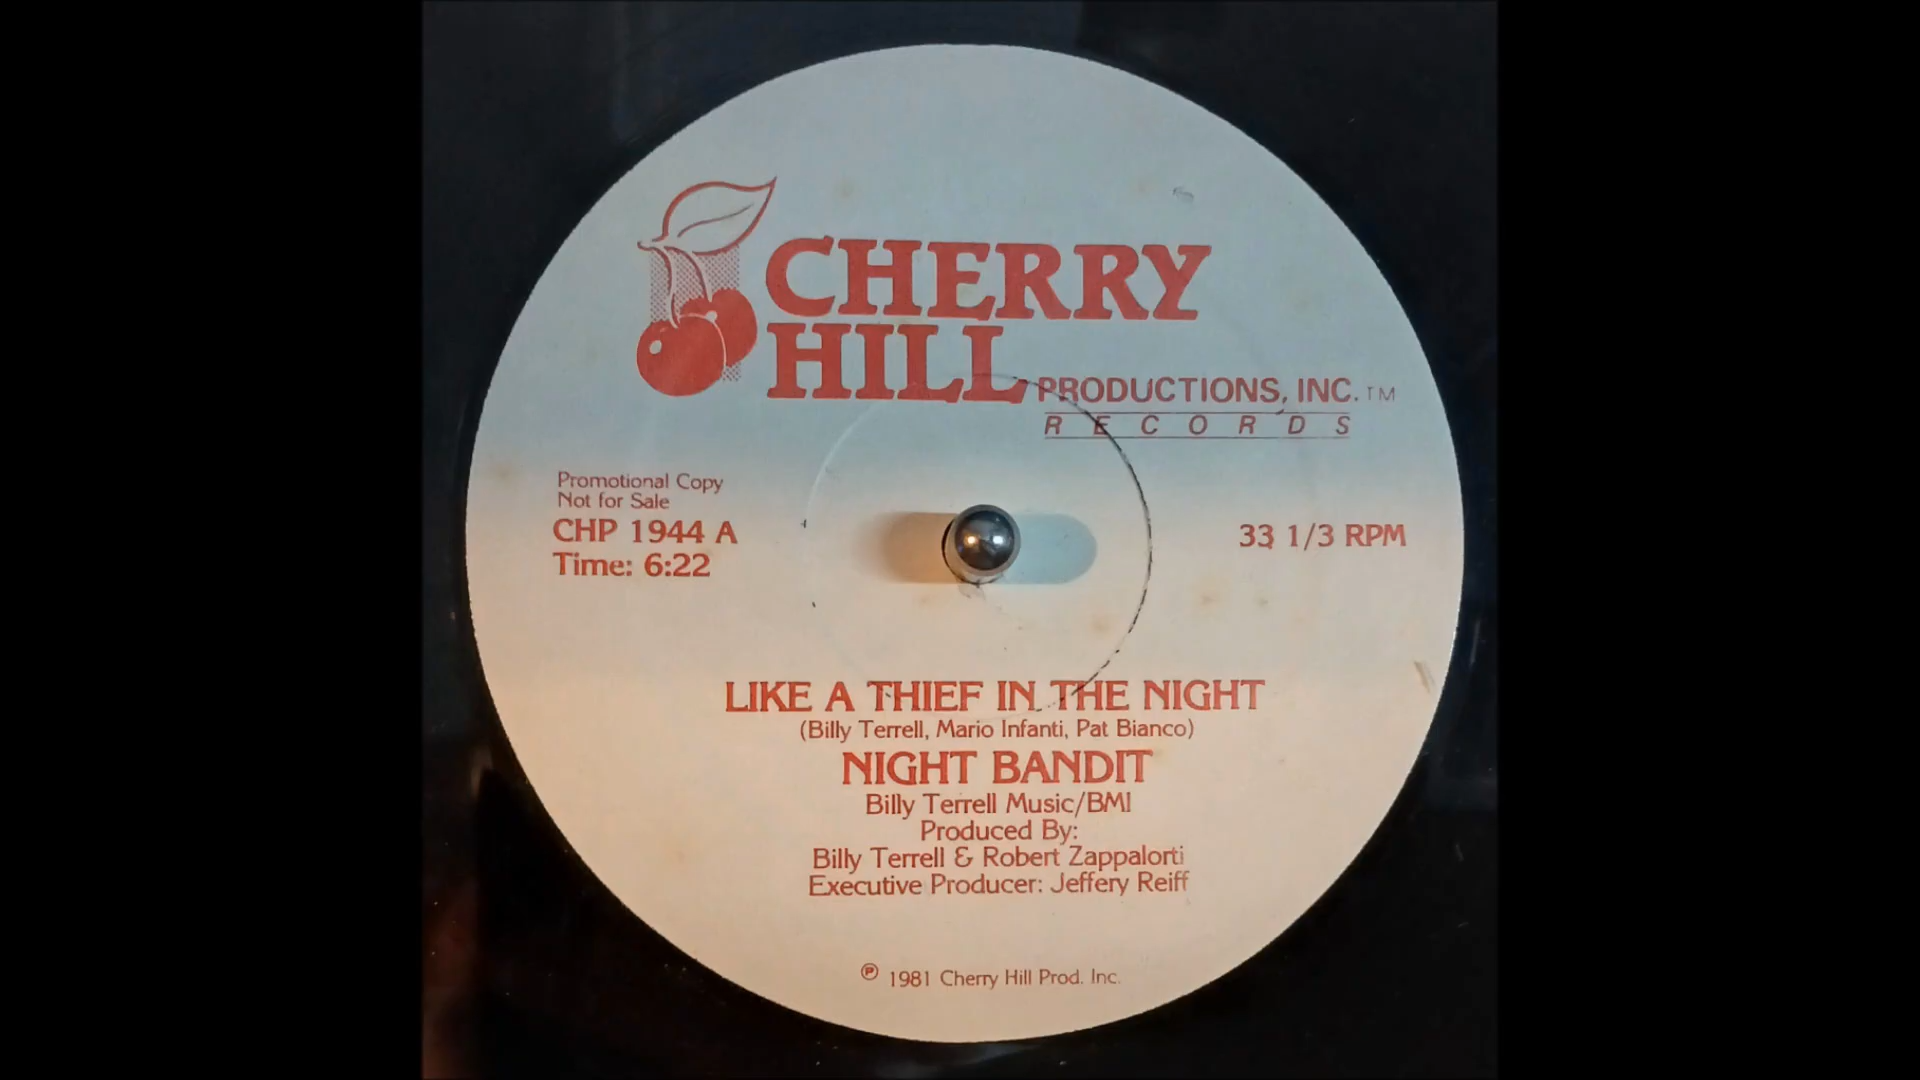 CHERRY
HILL PRODUCTIONS, INC.™
RECORDS
Promotional Copy
Not for Sale
CHP 1944 A
Time: 6:22
33 1/3 RPM
LIKE A THIEF IN THE NIGHT
(Billy Terrell, Mario Infanti, Pat Bianco)
NIGHT BANDIT
Billy Terrell Music/BMI
Produced By:
Billy Terrell & Robert Zappalorti
Executive Producer: Jeffery Reiff
℗ 1981 Cherry Hill Prod. Inc.